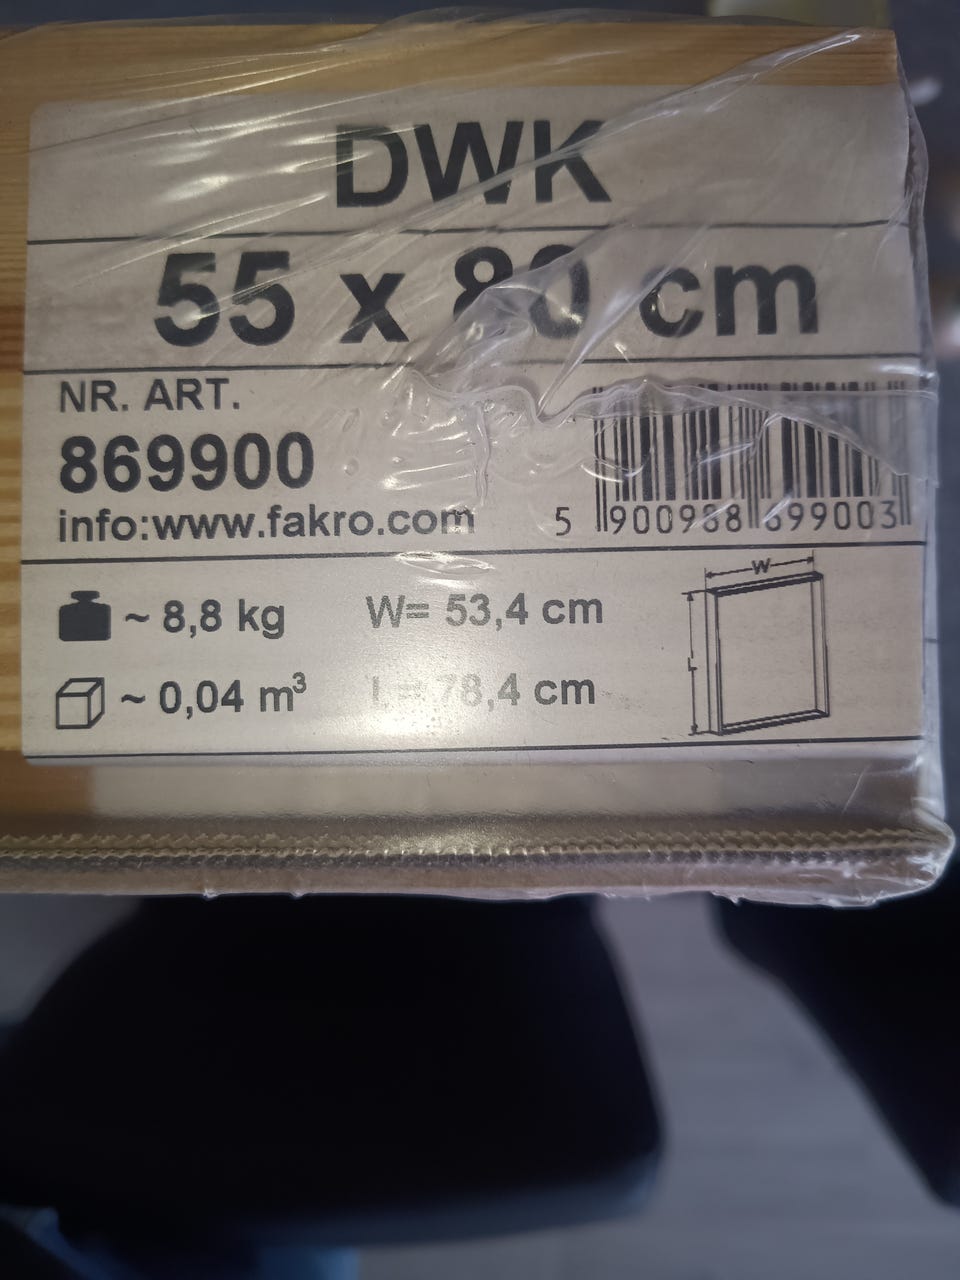 DWK
55 x 80 cm
NR. ART.
869900
info:www.fakro.com
5 900988 699003
~ 8,8 kg
W= 53,4 cm
~ 0,04 m³
L= 78,4 cm
W
L